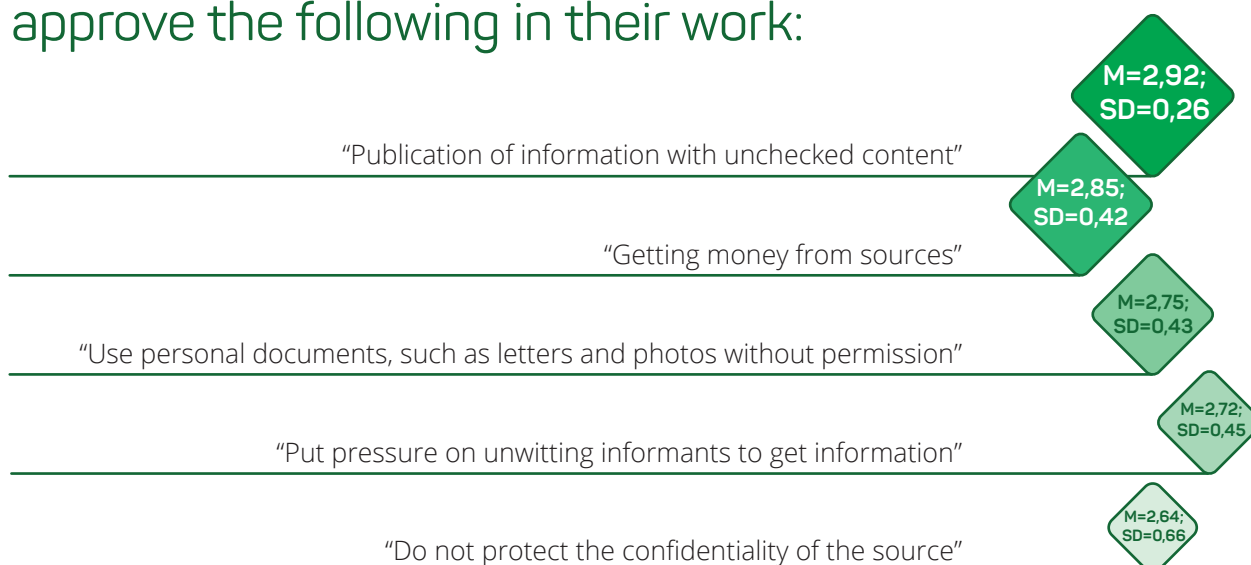 approve the following in their work:
M=2,92;
SD=0,26
“Publication of information with unchecked content”
M=2,85;
SD=0,42
“Getting money from sources”
M=2,75;
SD=0,43
“Use personal documents, such as letters and photos without permission”
M=2,72;
SD=0,45
“Put pressure on unwitting informants to get information”
M=2,64;
SD=0,66
“Do not protect the confidentiality of the source”